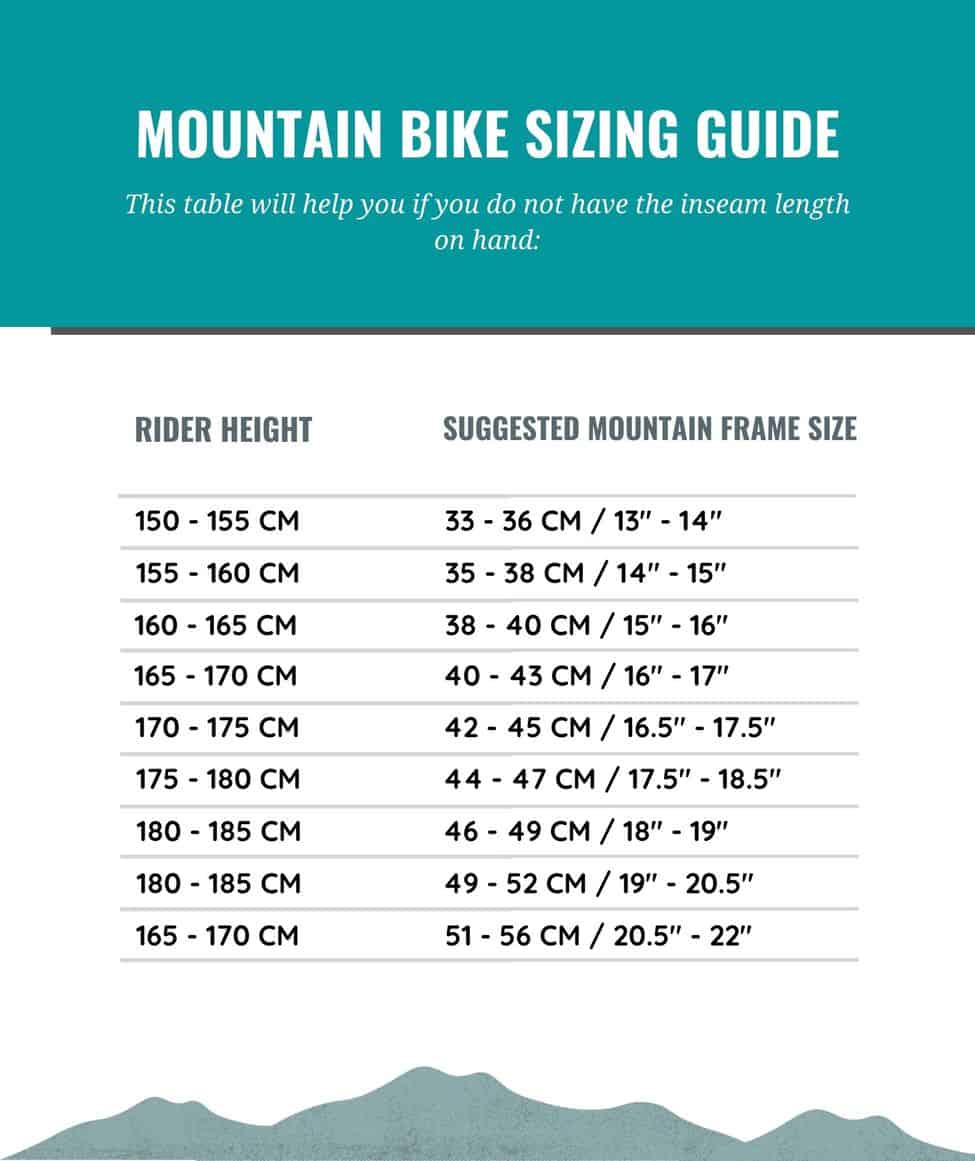 MOUNTAIN BIKE SIZING GUIDE
This table will help you if you do not have the inseam length
on hand:
RIDER HEIGHT SUGGESTED MOUNTAIN FRAME SIZE
150 - 155 CM 33 - 36 CM / 13" - 14"
155 - 160 CM 35 - 38 CM / 14" - 15"
160 - 165 CM 38 - 40 CM / 15" - 16"
165 - 170 CM 40 - 43 CM / 16" - 17"
170 - 175 CM 42 - 45 CM / 16.5" - 17.5"
175 - 180 CM 44 - 47 CM / 17.5" - 18.5"
180 - 185 CM 46 - 49 CM / 18" - 19"
180 - 185 CM 49 - 52 CM / 19" - 20.5"
165 - 170 CM 51 - 56 CM / 20.5" - 22"